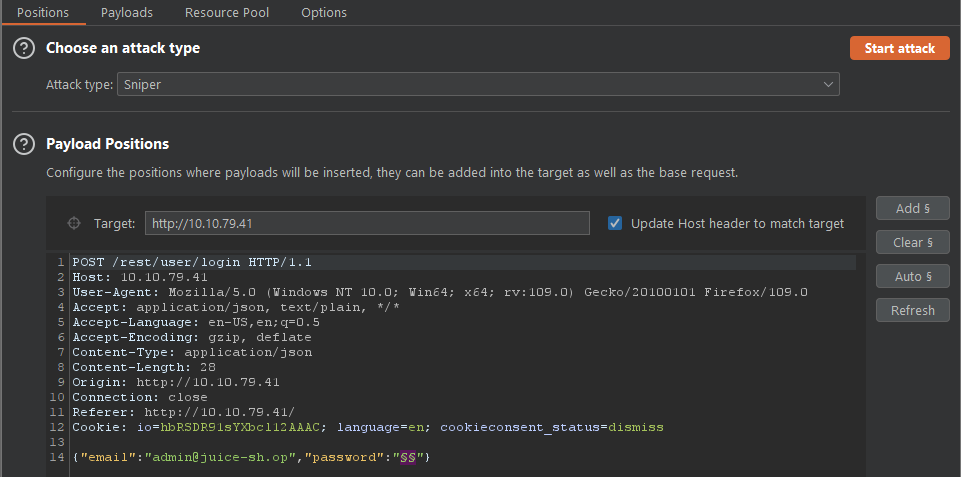 Positions Payloads Resource Pool Options
? Choose an attack type Start attack
Attack type: Sniper
? Payload Positions
Configure the positions where payloads will be inserted, they can be added into the target as well as the base request.
Target: http://10.10.79.41 Update Host header to match target
Add §
Clear §
Auto §
Refresh
1 POST /rest/user/login HTTP/1.1
2 Host: 10.10.79.41
3 User-Agent: Mozilla/5.0 (Windows NT 10.0; Win64; x64; rv:109.0) Gecko/20100101 Firefox/109.0
4 Accept: application/json, text/plain, */*
5 Accept-Language: en-US,en;q=0.5
6 Accept-Encoding: gzip, deflate
7 Content-Type: application/json
8 Content-Length: 28
9 Origin: http://10.10.79.41
10 Connection: close
11 Referer: http://10.10.79.41/
12 Cookie: io=hbRSDR91sYXbcl12AAAC; language=en; cookieconsent_status=dismiss
13
14 {"email":"admin@juice-sh.op","password":"§§"}